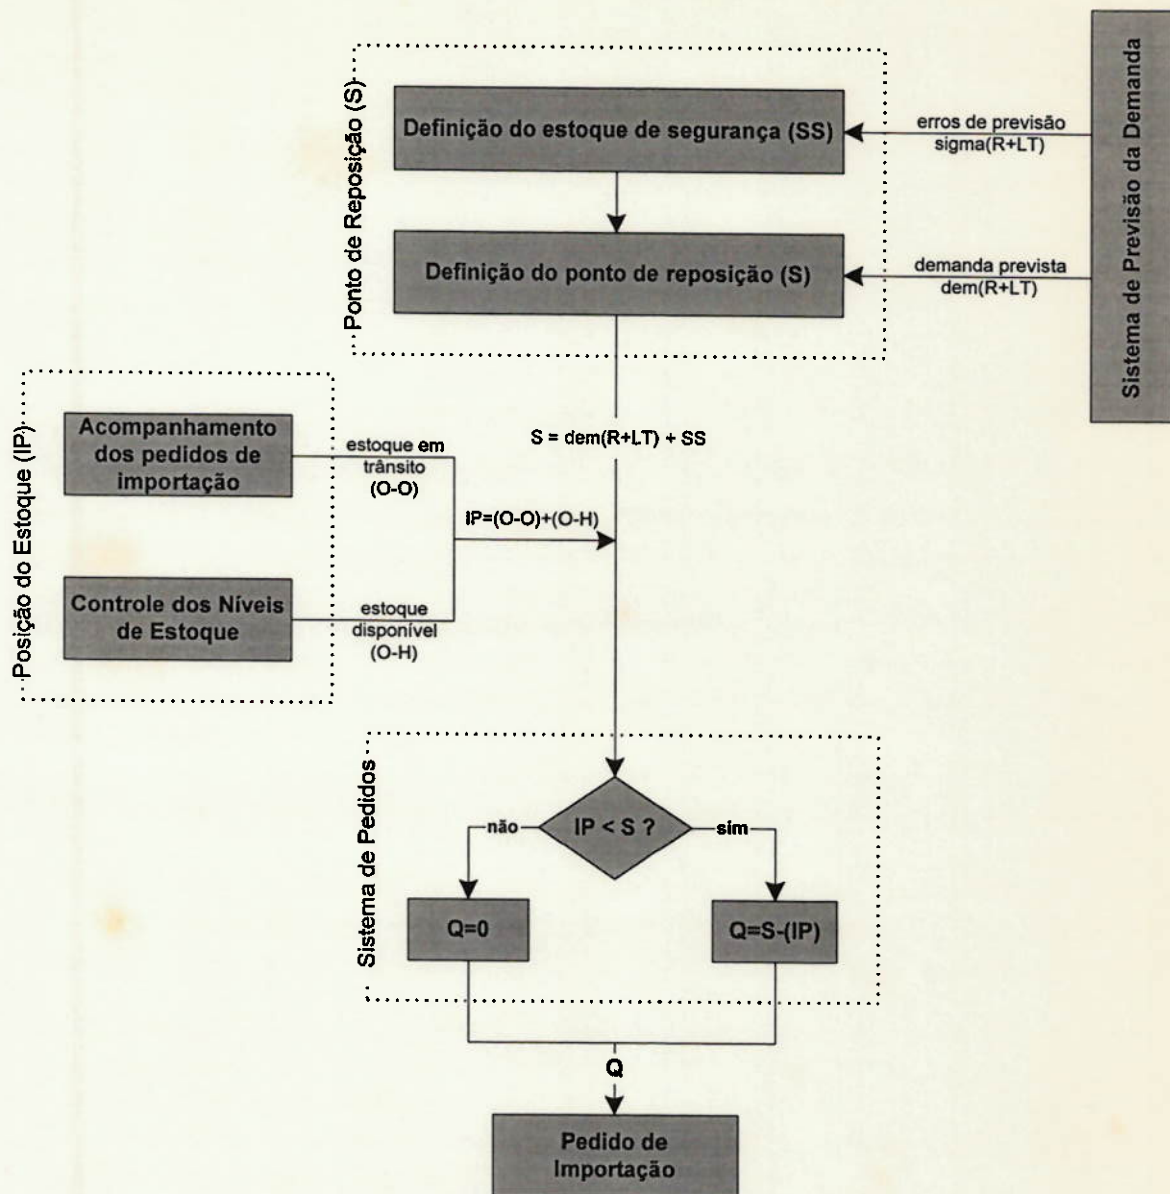 Ponto de Reposição (S)
Definição do estoque de segurança (SS)
erros de previsão
sigma(R+LT)
Sistema de Previsão da Demanda
Definição do ponto de reposição (S)
demanda prevista
dem(R+LT)
S = dem(R+LT) + SS
Posição do Estoque (IP)
Acompanhamento
dos pedidos de
importação
estoque em
trânsito
(O-O)
IP=(O-O)+(O-H)
Controle dos Níveis
de Estoque
estoque
disponível
(O-H)
Sistema de Pedidos
IP < S ?
não
sim
Q=0
Q=S-(IP)
Q
Pedido de
Importação